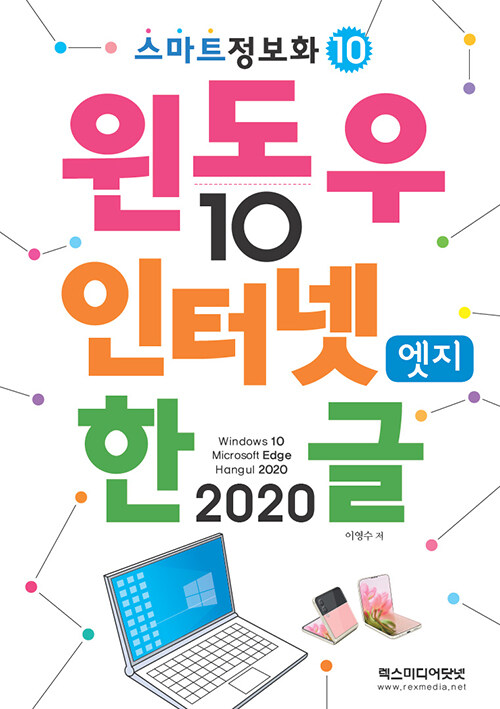 스마트정보화 10
윈도우
10
인터넷 엣지
한글
Windows 10
Microsoft Edge
Hangul 2020
2020
이영수 저
렉스미디어닷넷
www.rexmedia.net